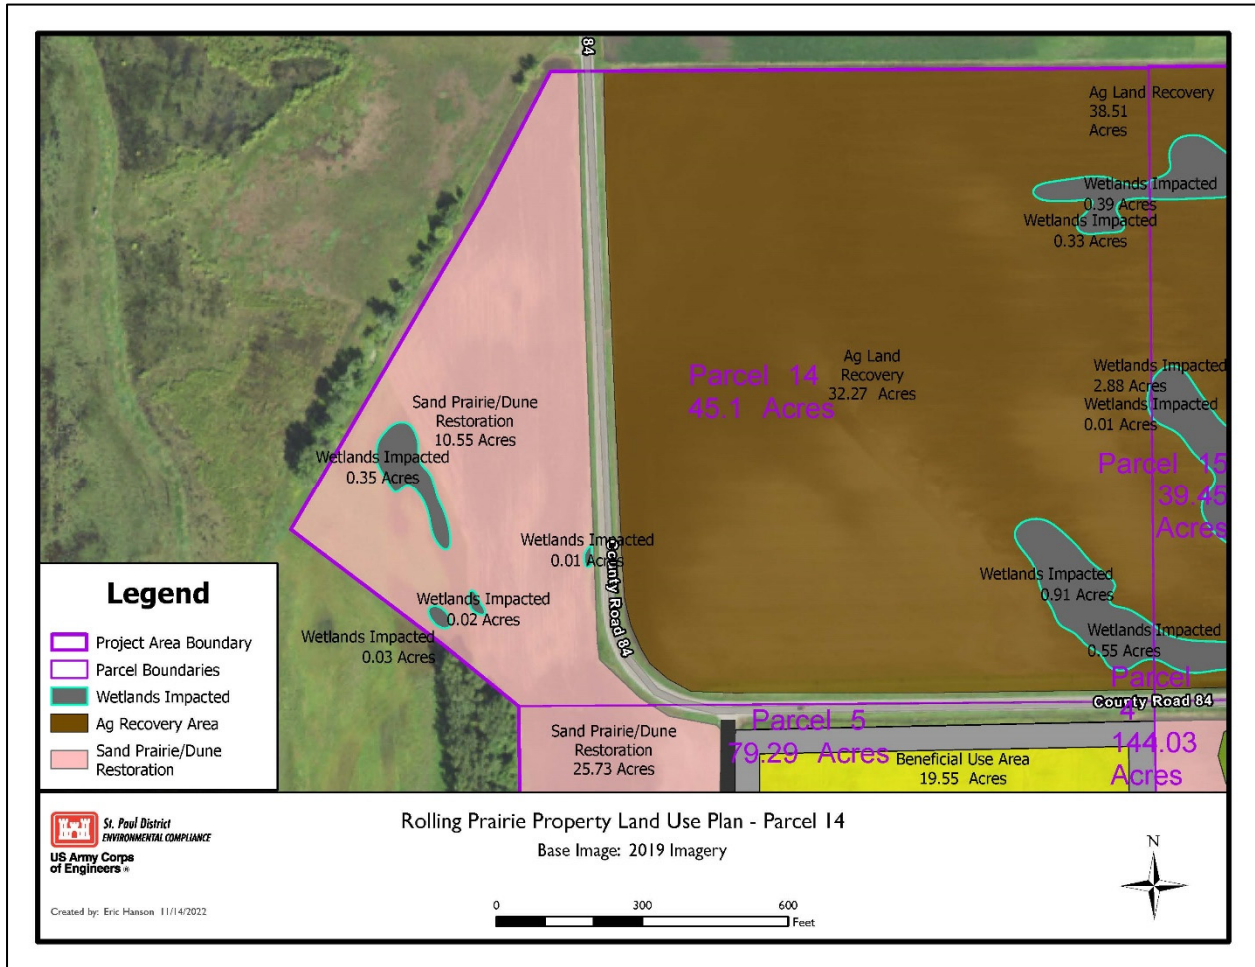 84
Ag Land Recovery
38.51
Acres
Wetlands Impacted
0.39 Acres
Wetlands Impacted
0.33 Acres
Ag Land
Recovery
32.27 Acres
Parcel 14
45.1 Acres
Wetlands Impacted
2.88 Acres
Wetlands Impacted
0.01 Acres
Parcel 15
39.45
Acres
Sand Prairie/Dune
Restoration
10.55 Acres
Wetlands Impacted
0.35 Acres
Wetlands Impacted
0.01 Acres
County Road 84
Wetlands Impacted
0.02 Acres
Wetlands Impacted
0.03 Acres
Wetlands Impacted
0.91 Acres
Wetlands Impacted
0.55 Acres
Parcel
4
144.03
Acres
County Road 84
Parcel 5
79.29 Acres
Sand Prairie/Dune
Restoration
25.73 Acres
Beneficial Use Area
19.55 Acres
Legend
Project Area Boundary
Parcel Boundaries
Wetlands Impacted
Ag Recovery Area
Sand Prairie/Dune
Restoration
St. Paul District
ENVIRONMENTAL COMPLIANCE
US Army Corps
of Engineers ®
Created by: Eric Hanson 11/14/2022
Rolling Prairie Property Land Use Plan - Parcel 14
Base Image: 2019 Imagery
0 300 600
Feet
N